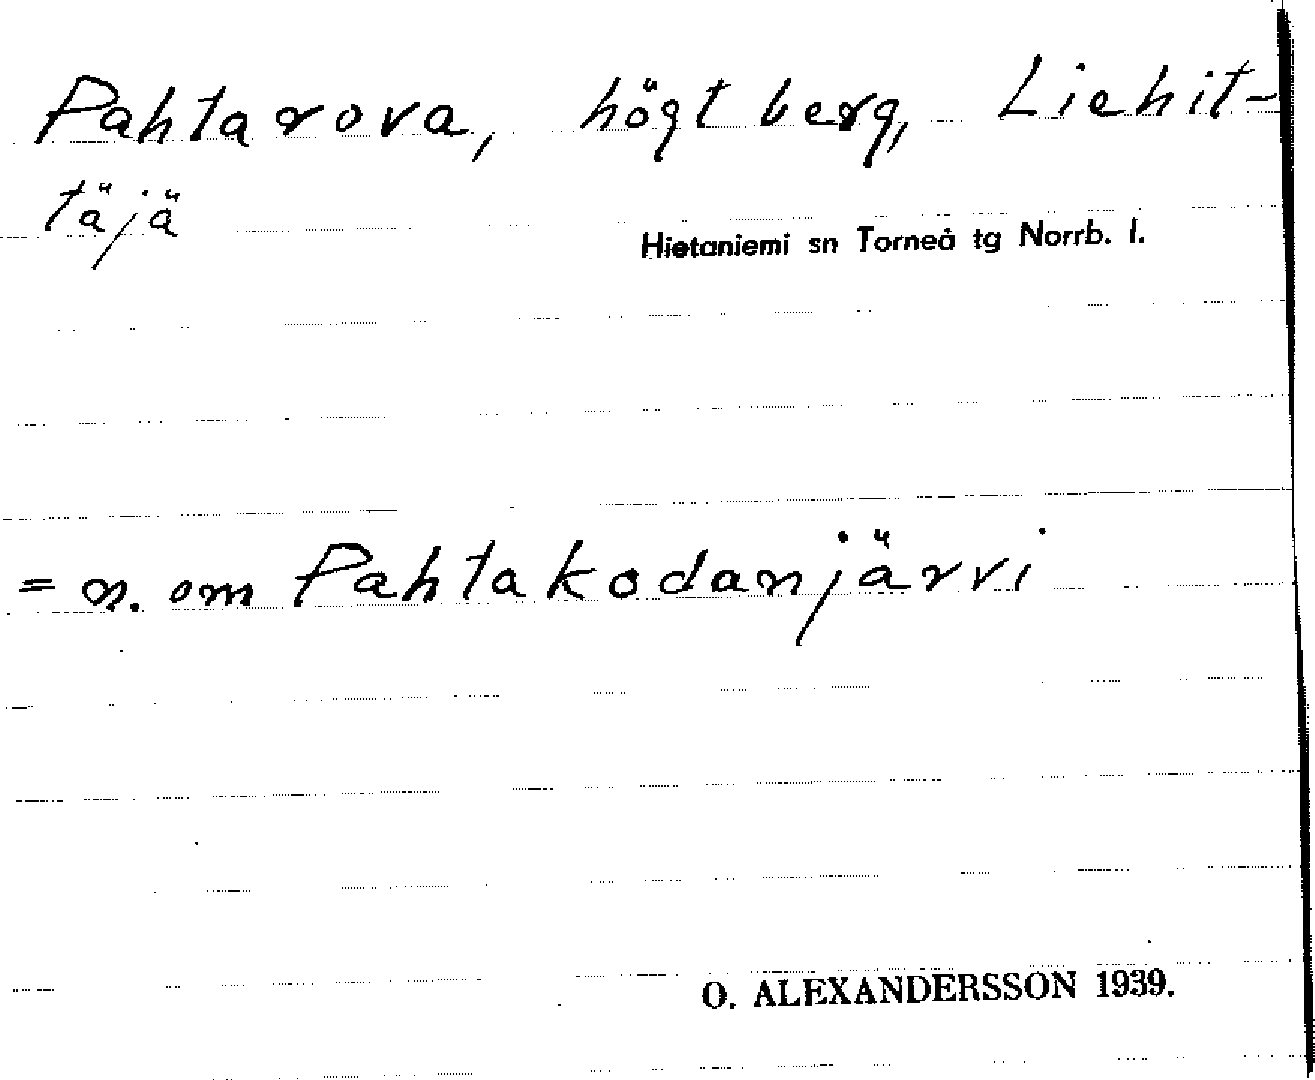 Pahtarova, högt berg, Liehit-
täjä
Hietaniemi sn Torneå tg Norrb. l.
= n. om Pahtakodanjärvi
O. ALEXANDERSSON 1939.